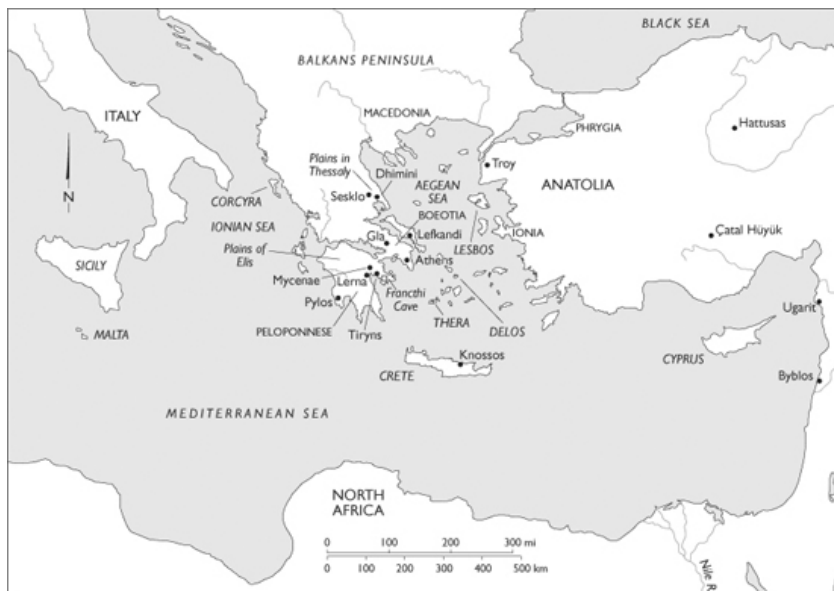 BLACK SEA
BALKANS PENINSULA
ITALY
MACEDONIA
PHRYGIA
Hattusas
Plains in
Thessaly
Dhimini
Troy
N
Sesklo
AEGEAN
SEA
ANATOLIA
CORCYRA
BOEOTIA
IONIAN SEA
Gla
Lefkandi
LESBOS
IONIA
Çatal Hüyük
Plains of
Elis
Athens
SICILY
Mycenae
Lerna
Francthi
Cave
Pylos
THERA
DELOS
Ugarit
MALTA
PELOPONNESE
Tiryns
Knossos
CYPRUS
CRETE
Byblos
MEDITERRANEAN SEA
NORTH
AFRICA
0 100 200 300 mi
0 100 200 300 400 500 km
Nile R